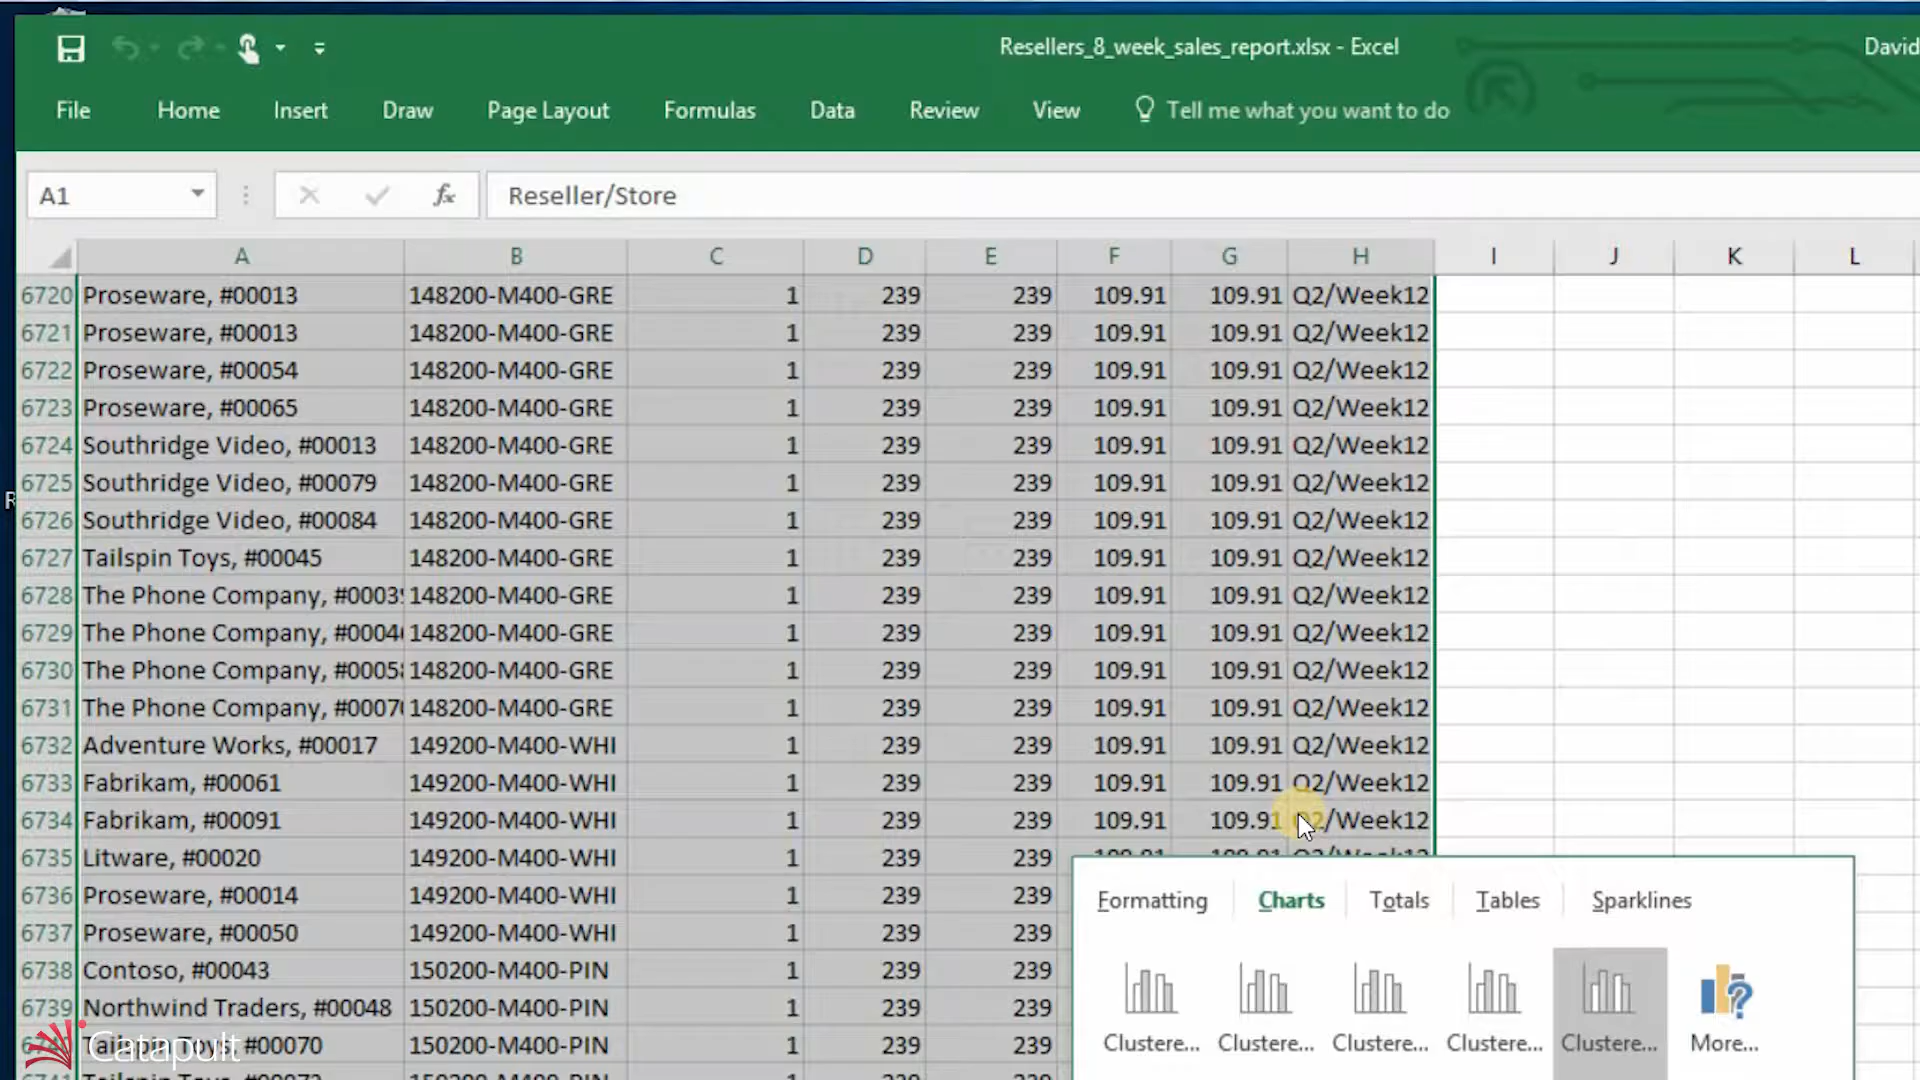 Resellers_8_week_sales_report.xlsx - Excel
David
File Home Insert Draw Page Layout Formulas Data Review View Tell me what you want to do
A1 fx Reseller/Store
A B C D E F G H I J K L
6720 Proseware, #00013 148200-M400-GRE 1 239 239 109.91 109.91 Q2/Week12
6721 Proseware, #00013 148200-M400-GRE 1 239 239 109.91 109.91 Q2/Week12
6722 Proseware, #00054 148200-M400-GRE 1 239 239 109.91 109.91 Q2/Week12
6723 Proseware, #00065 148200-M400-GRE 1 239 239 109.91 109.91 Q2/Week12
6724 Southridge Video, #00013 148200-M400-GRE 1 239 239 109.91 109.91 Q2/Week12
6725 Southridge Video, #00079 148200-M400-GRE 1 239 239 109.91 109.91 Q2/Week12
6726 Southridge Video, #00084 148200-M400-GRE 1 239 239 109.91 109.91 Q2/Week12
6727 Tailspin Toys, #00045 148200-M400-GRE 1 239 239 109.91 109.91 Q2/Week12
6728 The Phone Company, #0003 148200-M400-GRE 1 239 239 109.91 109.91 Q2/Week12
6729 The Phone Company, #0004 148200-M400-GRE 1 239 239 109.91 109.91 Q2/Week12
6730 The Phone Company, #0005 148200-M400-GRE 1 239 239 109.91 109.91 Q2/Week12
6731 The Phone Company, #0007 148200-M400-GRE 1 239 239 109.91 109.91 Q2/Week12
6732 Adventure Works, #00017 149200-M400-WHI 1 239 239 109.91 109.91 Q2/Week12
6733 Fabrikam, #00061 149200-M400-WHI 1 239 239 109.91 109.91 Q2/Week12
6734 Fabrikam, #00091 149200-M400-WHI 1 239 239 109.91 109.91 Q2/Week12
6735 Litware, #00020 149200-M400-WHI 1 239 239 109.91 109.91 Q2/Week12
6736 Proseware, #00014 149200-M400-WHI 1 239 239
6737 Proseware, #00050 149200-M400-WHI 1 239 239
6738 Contoso, #00043 150200-M400-PIN 1 239 239
6739 Northwind Traders, #00048 150200-M400-PIN 1 239 239
Tailspin Toys, #00070 150200-M400-PIN 1 239 239
Formatting Charts Totals Tables Sparklines
Clustere... Clustere... Clustere... Clustere... Clustere... More...
Catapult